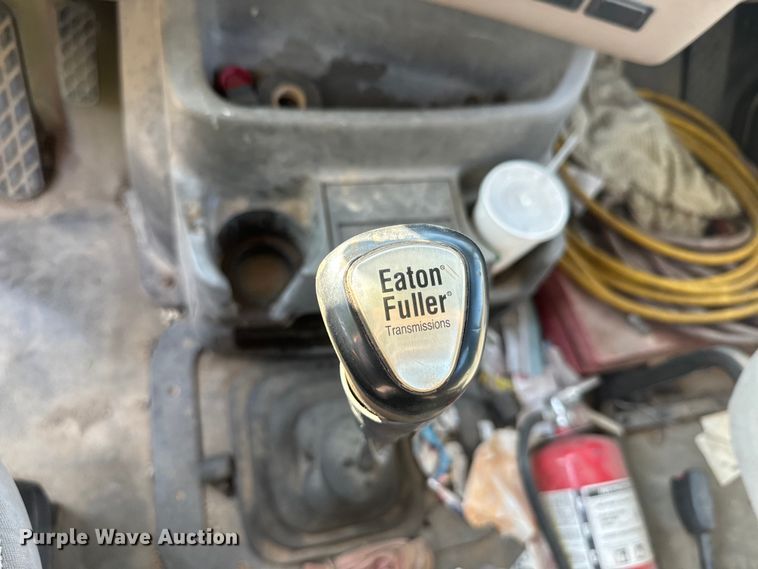 Eaton®
Fuller®
Transmissions
Purple Wave Auction